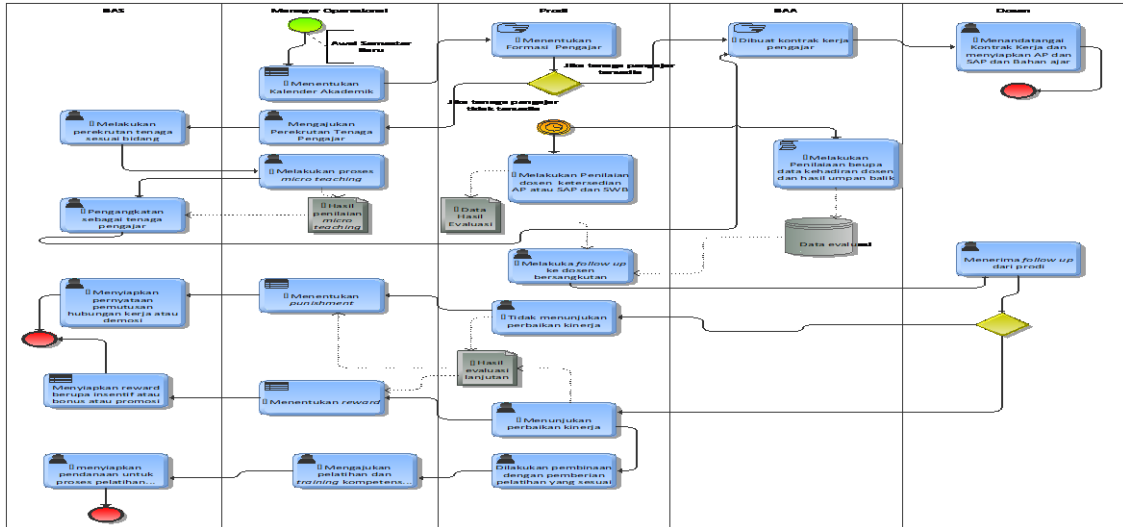 BAS
Manager Operasional
Prodi
BAA
Dosen
Awal Semester
Baru
Menentukan
Kalender Akademik
Menentukan
Formasi Pengajar
Jika tenaga pengajar
tersedia
Jika tenaga pengajar
tidak tersedia
Dibuat kontrak kerja
pengajar
Menandatangai
Kontrak Kerja dan
menyiapkan AP dan
SAP dan Bahan ajar
Melakukan
perekrutan tenaga
sesuai bidang
Mengajukan
Perekrutan Tenaga
Pengajar
Melakukan proses
micro teaching
Melakukan Penilaian
dosen ketersedian
AP atau SAP dan SWB
Melakukan
Penilaiaan beupa
data kehadiran dosen
dan hasil umpan balik
Pengangkatan
sebagai tenaga
pengajar
Hasil
penilaian
micro
teaching
Data
Hasil
Evaluasi
Data evaluasi
Melakuka follow up
ke dosen
bersangkutan
Menerima follow up
dari prodi
Menyiapkan
pernyataan
pemutusan
hubungan kerja atau
demosi
Menentukan
punishment
Tidak menunjukan
perbaikan kinerja
Hasil
evaluasi
lanjutan
Menyiapkan reward
berupa insentif atau
bonus atau promosi
Menentukan reward
Menunjukan
perbaikan kinerja
menyiapkan
pendanaan untuk
proses pelatihan...
Mengajukan
pelatihan dan
training kompetens...
Dilakukan pembinaan
dengan pemberian
pelatihan yang sesuai